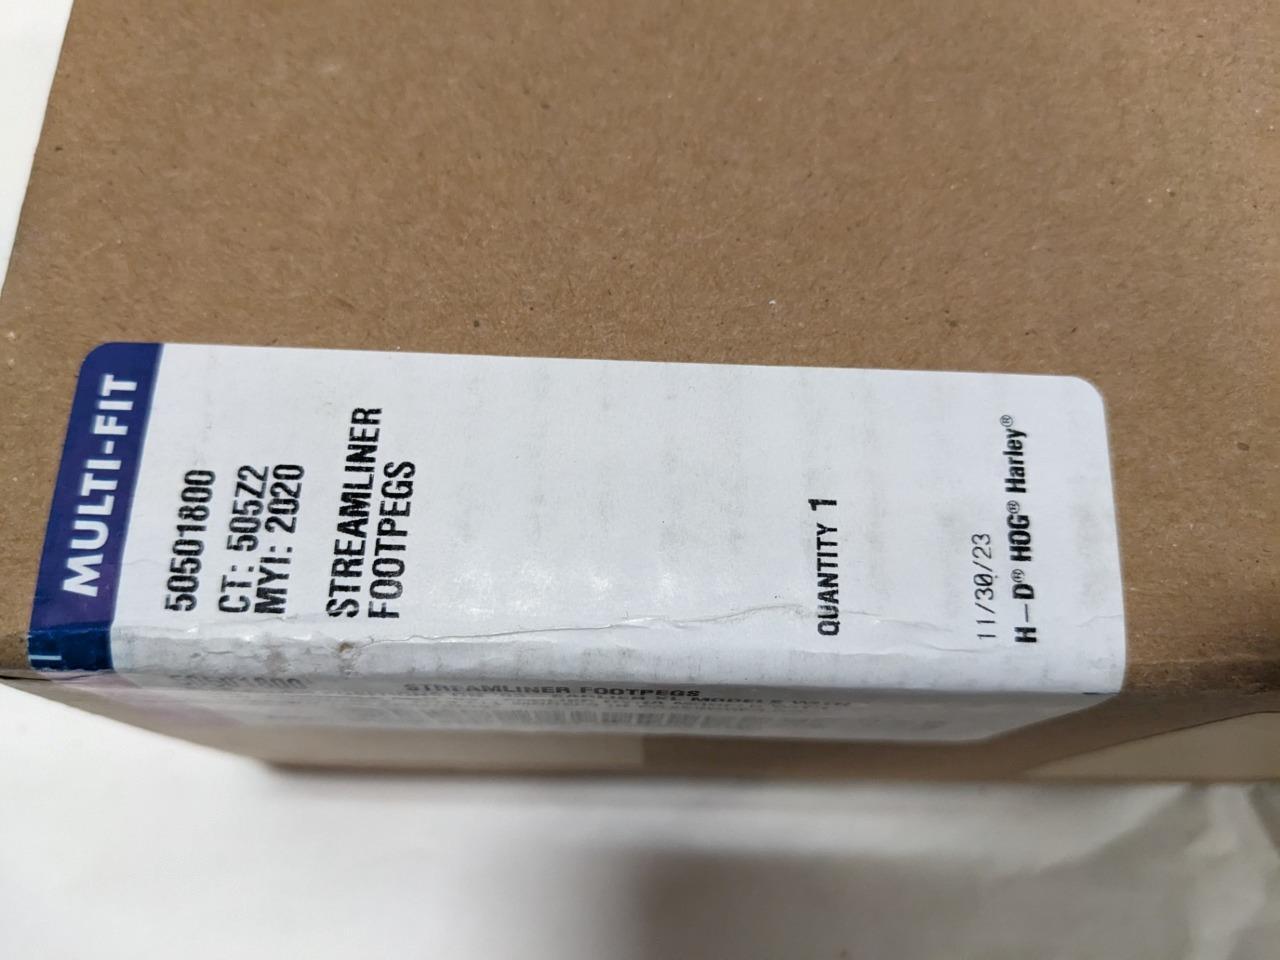 MULTI-FIT
50501800
CT: 505Z2
MYI: 2020
STREAMLINER
FOOTPEGS
QUANTITY 1
11/30/23
H–D® HOG® Harley®
STREAMLINER FOOTPEGS